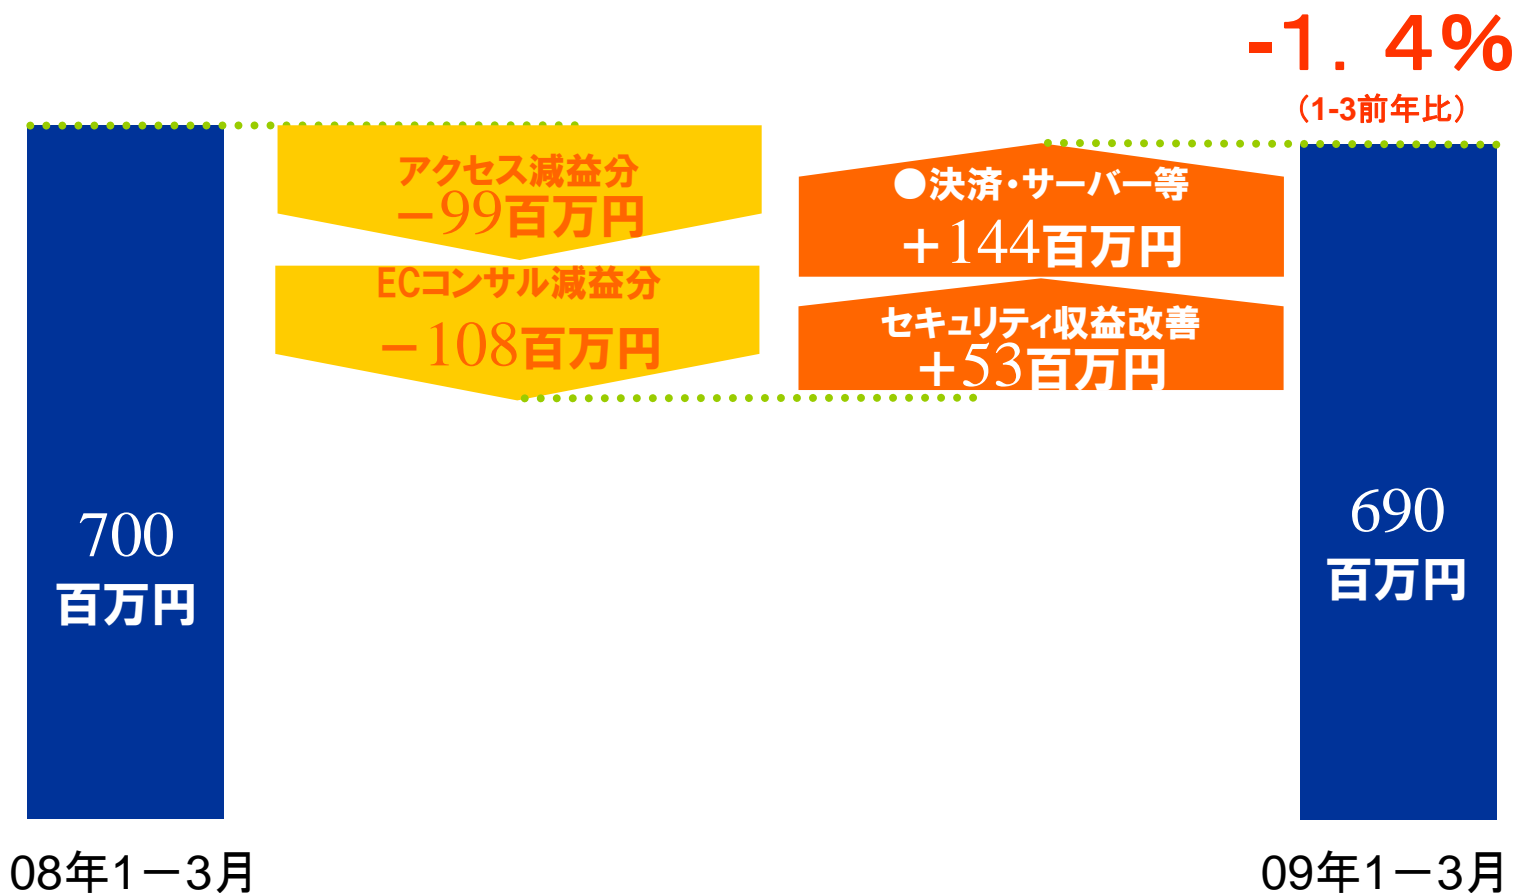 -1．4％
（1-3前年比）
アクセス減益分
－99百万円
●決済・サーバー等
＋144百万円
ECコンサル減益分
－108百万円
セキュリティ収益改善
＋53百万円
700
百万円
690
百万円
08年1－3月
09年1－3月